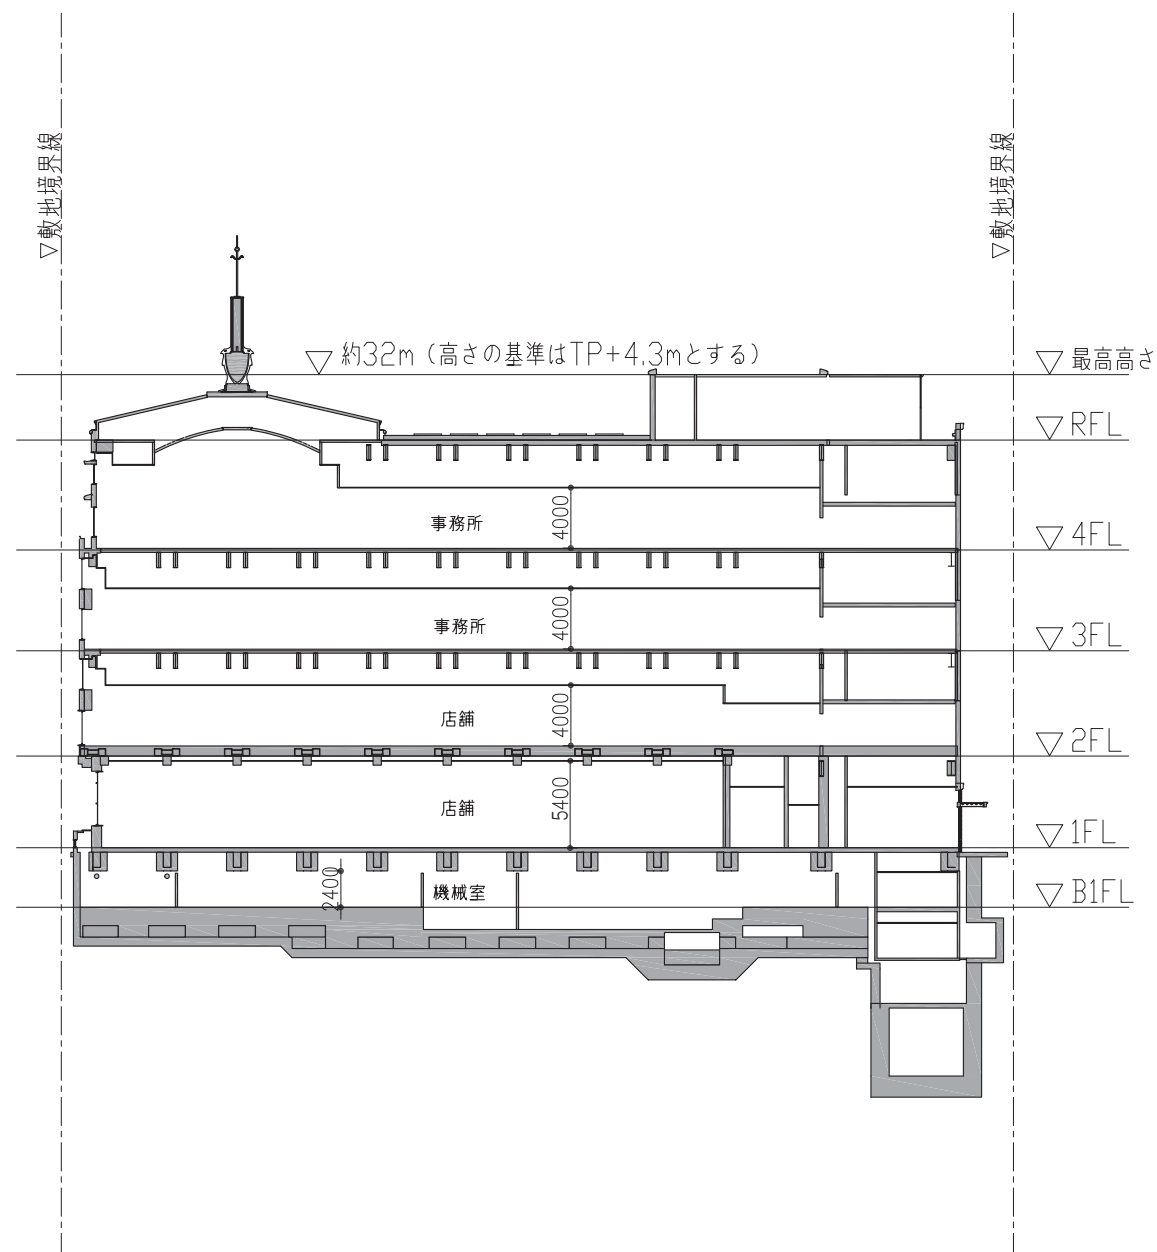 ▽敷地境界線
▽敷地境界線
▽約32m（高さの基準はTP+4.3mとする）
▽最高高さ
▽RFL
事務所
4000
▽4FL
事務所
4000
▽3FL
店舗
4000
▽2FL
店舗
5400
▽1FL
2400
機械室
▽B1FL